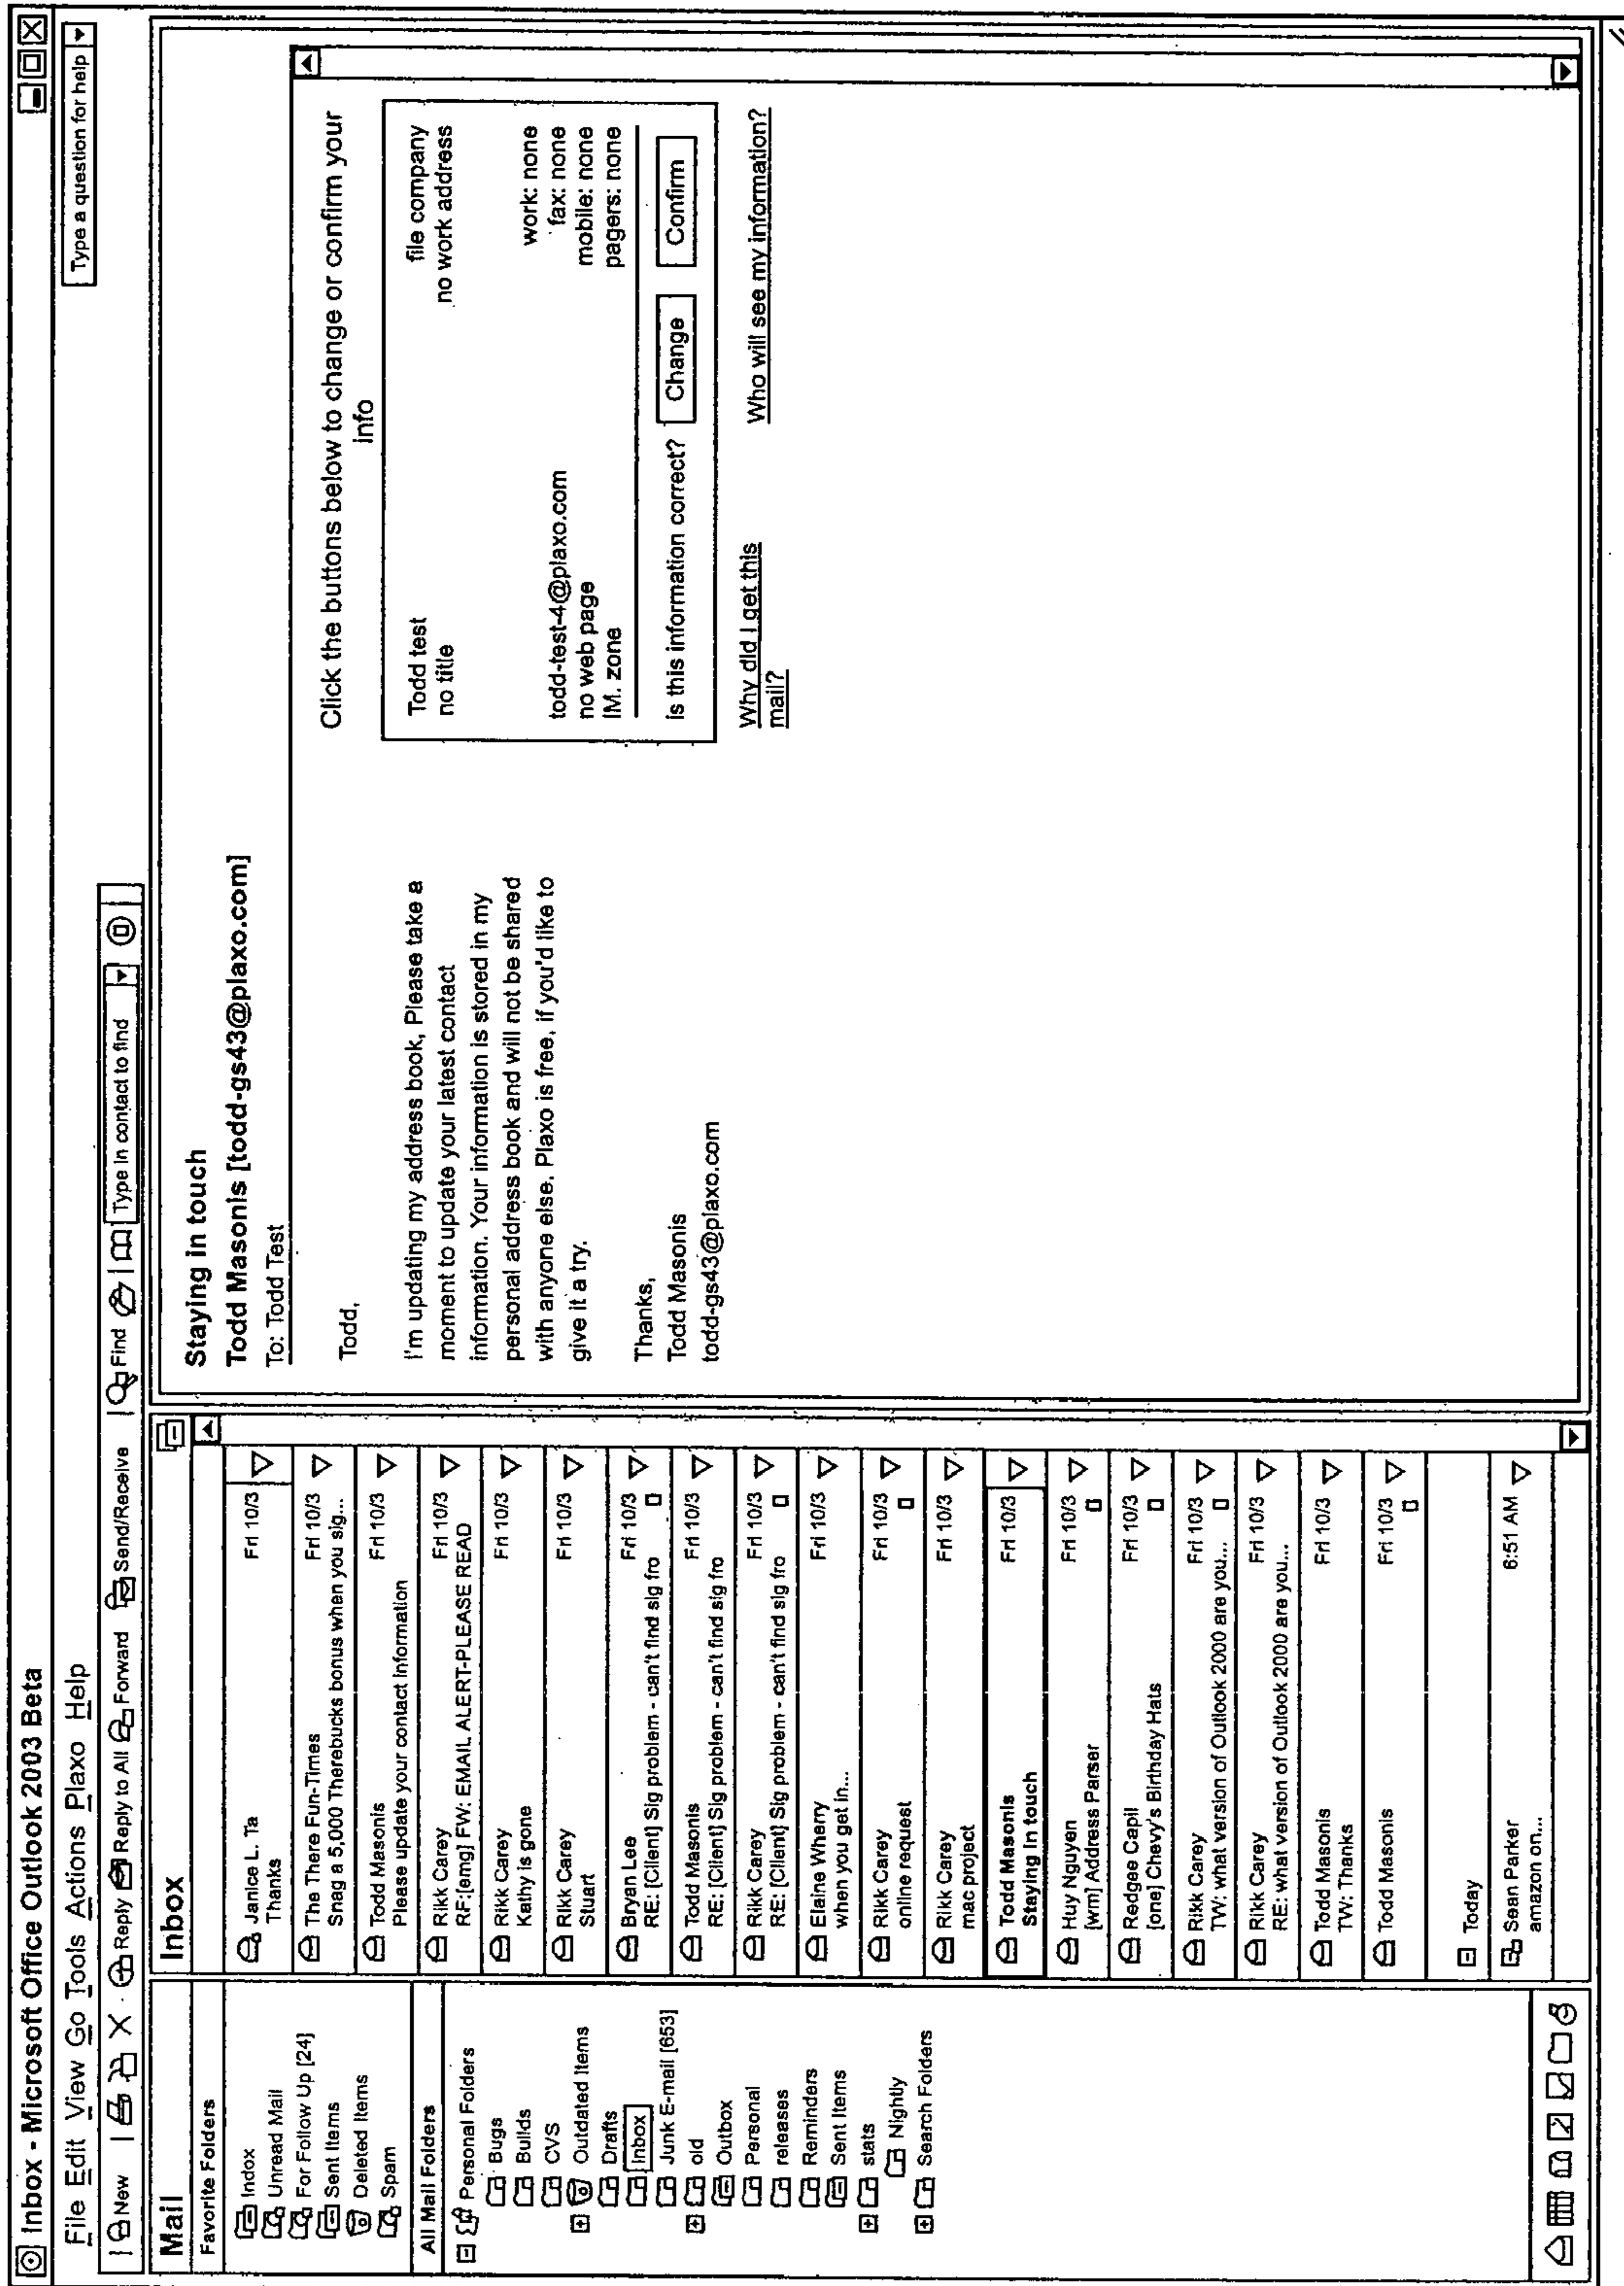 Inbox - Microsoft Office Outlook 2003 Beta
File Edit View Go Tools Actions Plaxo Help
Type a question for help
New
Reply
Reply to All
Forward
Send/Receive
Find
Type in contact to find
Mail
Favorite Folders
Indox
Unread Mail
For Follow Up [24]
Sent Items
Deleted Items
Spam
All Mail Folders
Personal Folders
Bugs
Builds
CVS
Outdated Items
Drafts
Inbox
Junk E-mail [653]
old
Outbox
Personal
releases
Reminders
Sent Items
stats
Nightly
Search Folders
Inbox
Janice L. Ta Fri 10/3
Thanks
The There Fun-Times Fri 10/3
Snag a 5,000 Therebucks bonus when you sig...
Todd Masonis Fri 10/3
Please update your contact information
Rikk Carey Fri 10/3
RF:[emg] FW: EMAIL ALERT-PLEASE READ
Rikk Carey Fri 10/3
Kathy is gone
Rikk Carey Fri 10/3
Stuart
Bryan Lee Fri 10/3
RE: [Client] Sig problem - can't find sig fro
Todd Masonis Fri 10/3
RE: [Client] Sig problem - can't find sig fro
Rikk Carey Fri 10/3
RE: [Client] Sig problem - can't find sig fro
Elaine Wherry Fri 10/3
when you get in...
Rikk Carey Fri 10/3
online request
Rikk Carey Fri 10/3
mac project
Todd Masonis Fri 10/3
Staying in touch
Huy Nguyen Fri 10/3
[wm] Address Parser
Redgee Capil Fri 10/3
[one] Chevy's Birthday Hats
Rikk Carey Fri 10/3
TW: what version of Outlook 2000 are you...
Rikk Carey Fri 10/3
RE: what version of Outlook 2000 are you...
Todd Masonis Fri 10/3
TW: Thanks
Todd Masonis Fri 10/3
Today
Sean Parker 6:51 AM
amazon on...
Staying in touch
Todd Masonis [todd-gs43@plaxo.com]
To: Todd Test
Todd,
I'm updating my address book, Please take a
moment to update your latest contact
information. Your information is stored in my
personal address book and will not be shared
with anyone else. Plaxo is free, if you'd like to
give it a try.
Thanks,
Todd Masonis
todd-gs43@plaxo.com
Click the buttons below to change or confirm your
info
Todd test file company
no title no work address
work: none
todd-test-4@plaxo.com fax: none
no web page mobile: none
IM. zone pagers: none
is this information correct? Change Confirm
Why did I get this
mail?
Who will see my information?